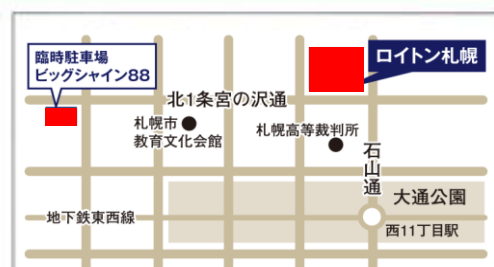 臨時駐車場
ビッグシャイン88
ロイトン札幌
北1条宮の沢通
札幌市
教育文化会館
札幌高等裁判所
石山通
大通公園
地下鉄東西線
西11丁目駅